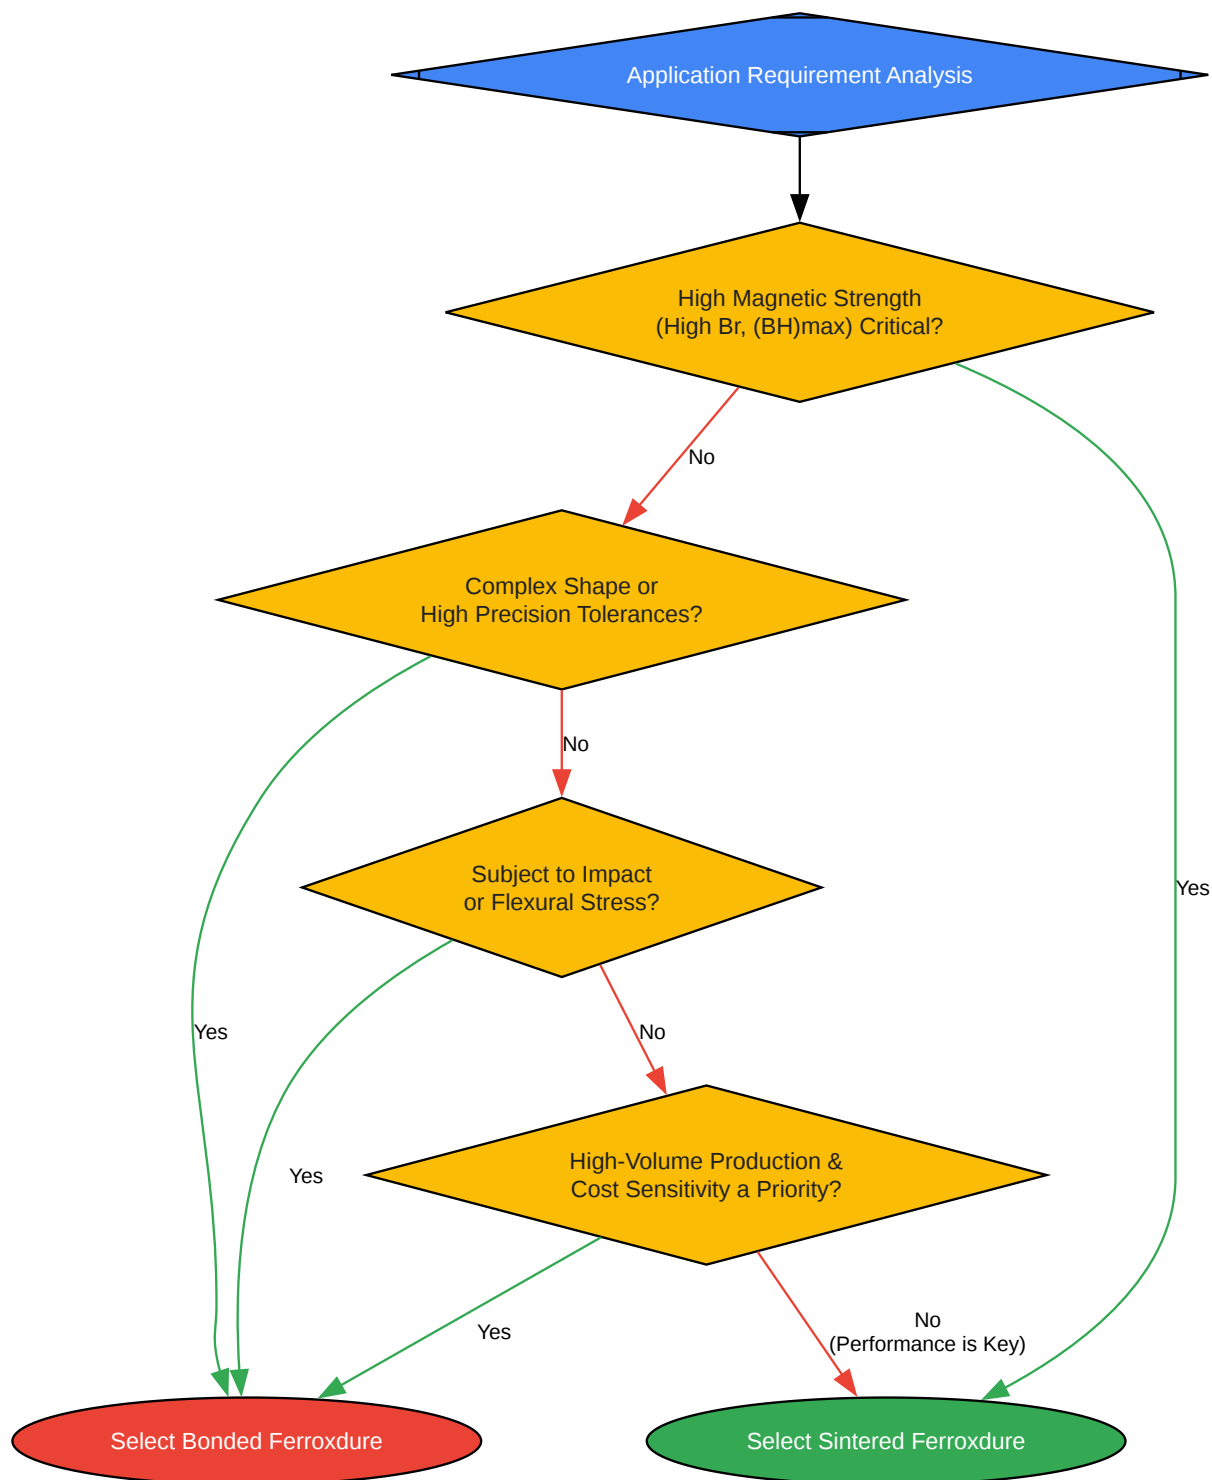 Application Requirement Analysis
High Magnetic Strength
(High Br, (BH)max) Critical?
No
Complex Shape or
High Precision Tolerances?
No
Subject to Impact
or Flexural Stress?
Yes
No
Yes
High-Volume Production &
Cost Sensitivity a Priority?
Yes
Yes
No
(Performance is Key)
Select Bonded Ferroxdure
Select Sintered Ferroxdure